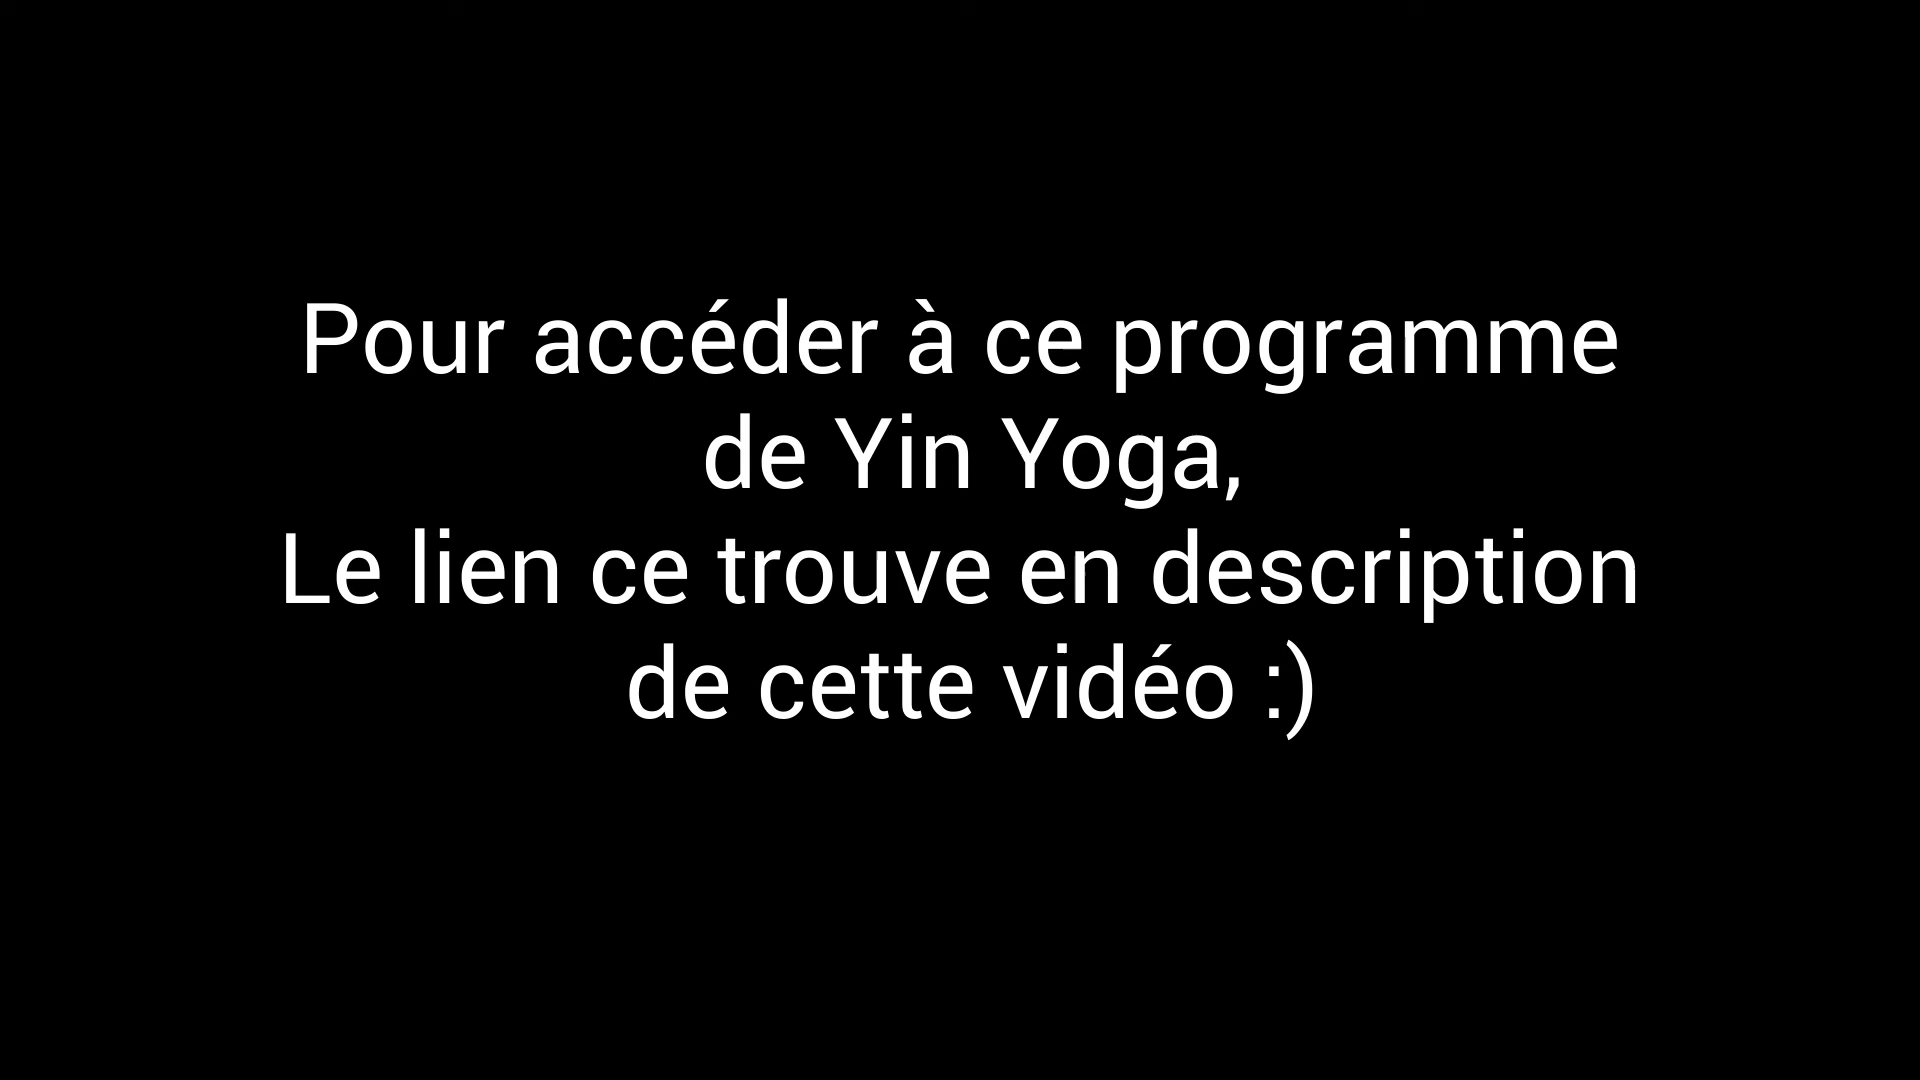 Pour accéder à ce programme
de Yin Yoga,
Le lien ce trouve en description
de cette vidéo :)